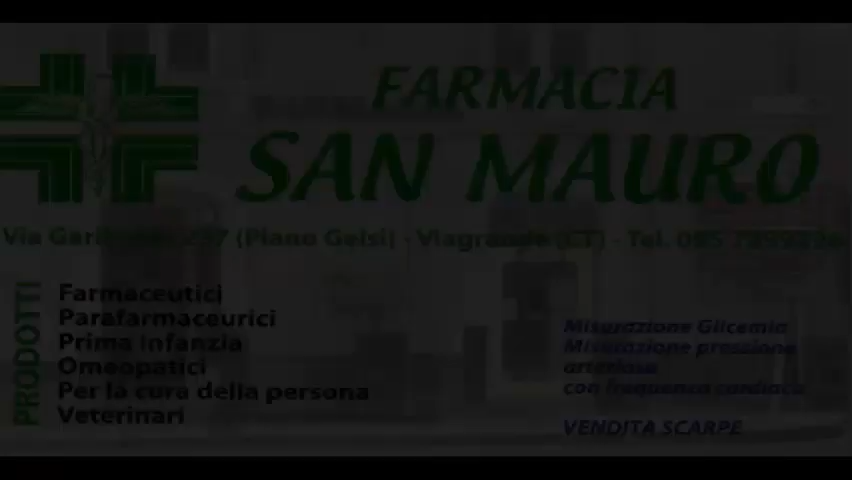 FARMACIA
SAN MAURO
Via 237 (Piano Gelsi) - Viagrande (CT) - Tel. 095
PRODOTTI
Farmaceutici
Parafarmaceurici
Prima Infanzia
Omeopatici
Per la cura della persona
Veterinari
Misurazione Glicemia
Misurazione pressione
arteriosa
con frequenza cardiaca
VENDITA SCARPE